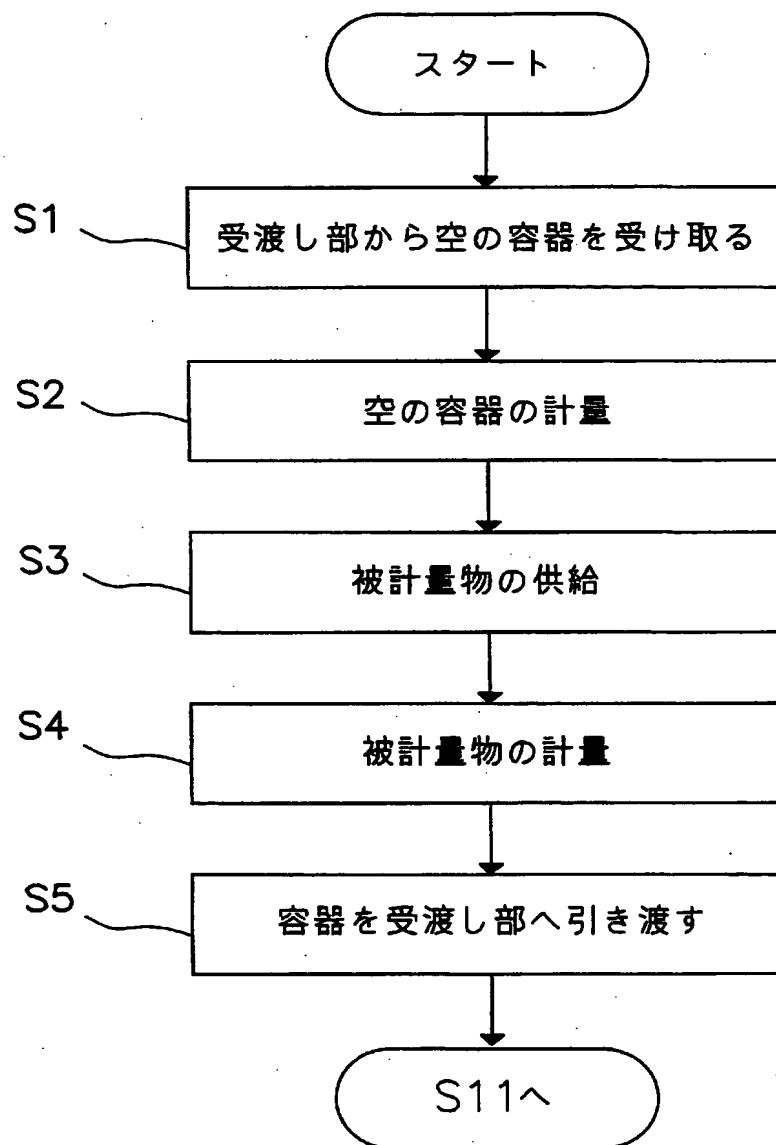 スタート
S1
受渡し部から空の容器を受け取る
S2
空の容器の計量
S3
被計量物の供給
S4
被計量物の計量
S5
容器を受渡し部へ引き渡す
S11へ